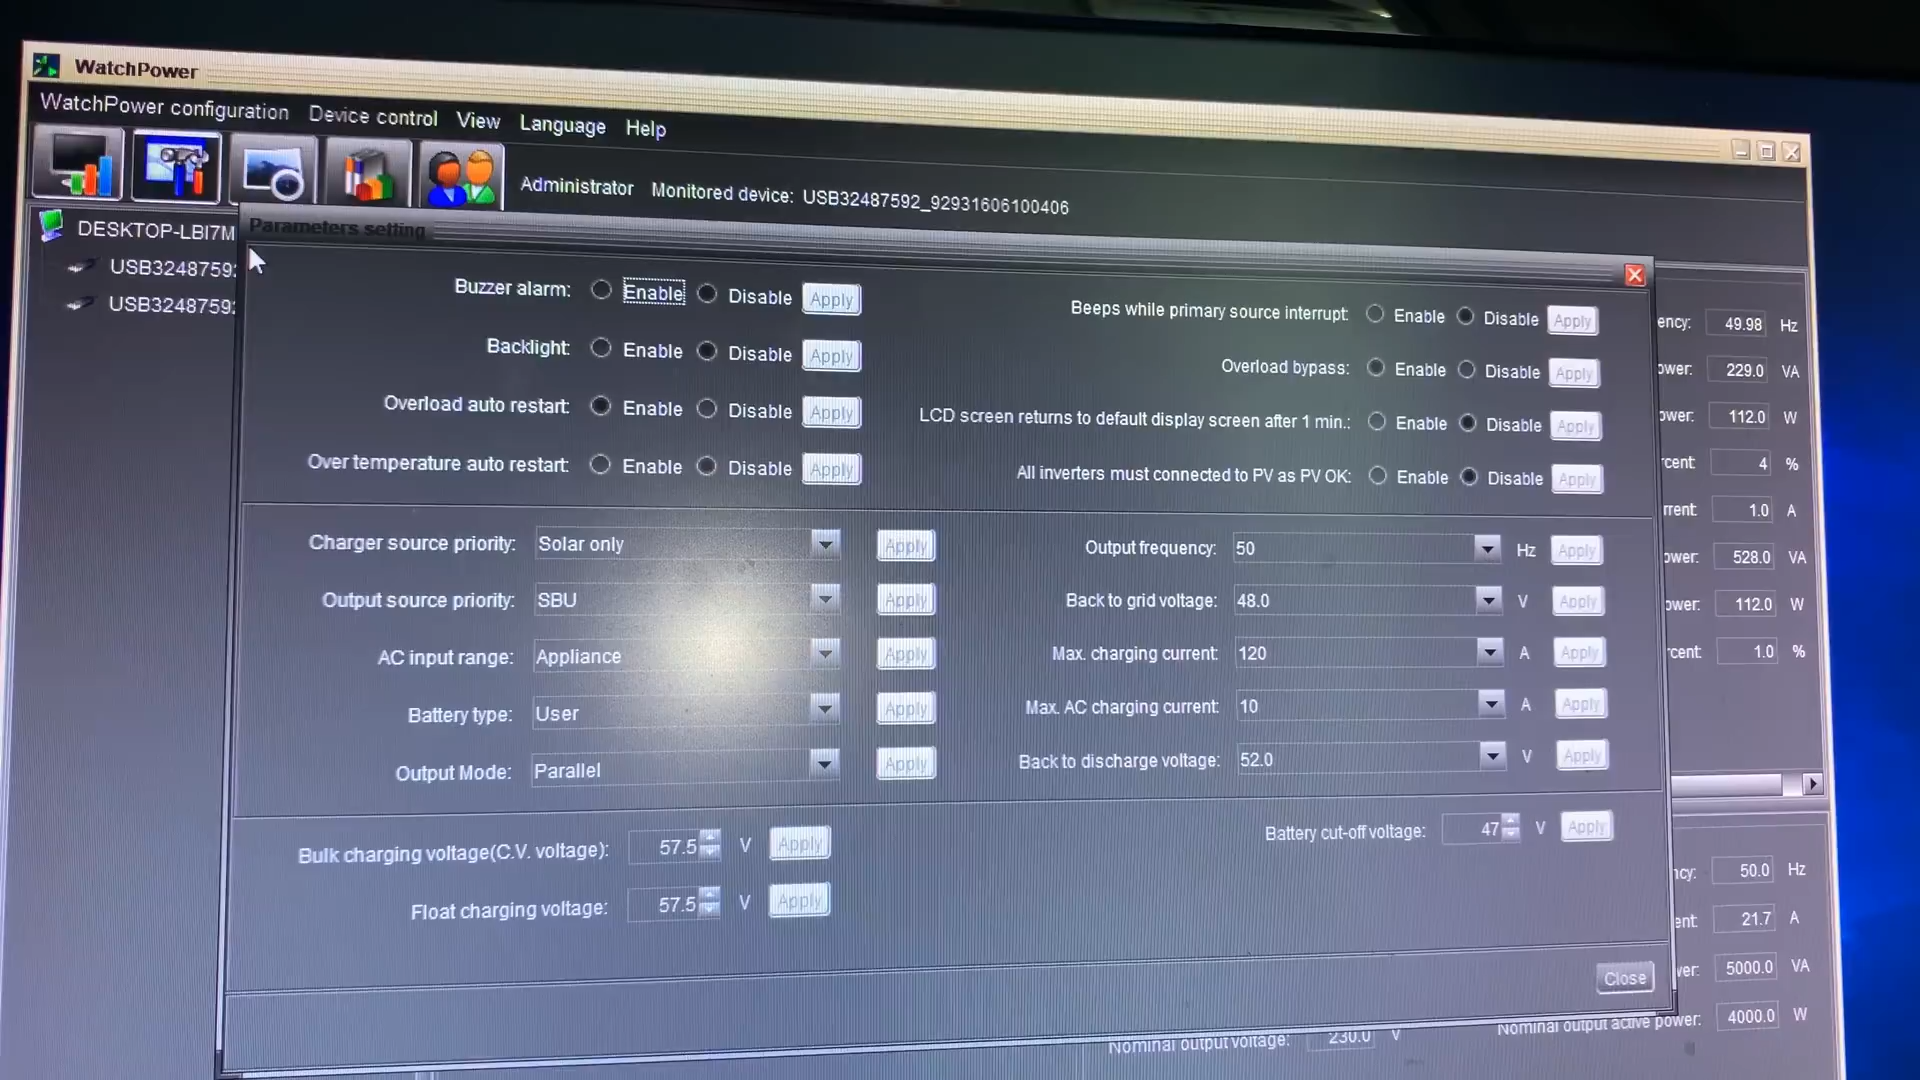 WatchPower
WatchPower configuration Device control View Language Help
Administrator Monitored device: USB32487592_92931606100406
DESKTOP-LBI7M
USB3248759
USB3248759
Parameters setting
Buzzer alarm: Enable Disable Apply
Beeps while primary source interrupt: Enable Disable Apply
Backlight: Enable Disable Apply
Overload bypass: Enable Disable Apply
Overload auto restart: Enable Disable Apply
LCD screen returns to default display screen after 1 min.: Enable Disable Apply
Over temperature auto restart: Enable Disable Apply
All inverters must connected to PV as PV OK: Enable Disable Apply
Charger source priority: Solar only Apply
Output frequency: 50 Hz Apply
Output source priority: SBU Apply
Back to grid voltage: 48.0 V Apply
AC input range: Appliance Apply
Max. charging current: 120 A Apply
Battery type: User Apply
Max. AC charging current: 10 A Apply
Output Mode: Parallel Apply
Back to discharge voltage: 52.0 V Apply
Bulk charging voltage(C.V. voltage): 57.5 V Apply
Battery cut-off voltage: 47 V Apply
Float charging voltage: 57.5 V Apply
Close
ency: 49.98 Hz
ower: 229.0 VA
ower: 112.0 W
rcent: 4 %
rrent: 1.0 A
ower: 528.0 VA
ower: 112.0 W
rcent: 1.0 %
ncy: 50.0 Hz
ent: 21.7 A
wer: 5000.0 VA
Nominal output active power: 4000.0 W
Nominal output voltage: 230.0 V